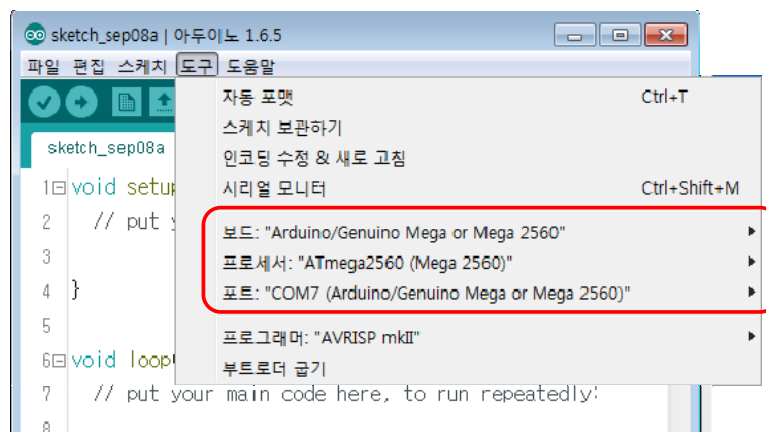 sketch_sep08a | 아두이노 1.6.5
파일 편집 스케치 도구 도움말
자동 포맷 Ctrl+T
스케치 보관하기
sketch_sep08a
인코딩 수정 & 새로 고침
1 void setup
시리얼 모니터 Ctrl+Shift+M
2 // put y
보드: "Arduino/Genuino Mega or Mega 2560"
3
프로세서: "ATmega2560 (Mega 2560)"
4 }
포트: "COM7 (Arduino/Genuino Mega or Mega 2560)"
5
프로그래머: "AVRISP mkII"
6 void loop(
부트로더 굽기
7 // put your main code here, to run repeatedly:
8